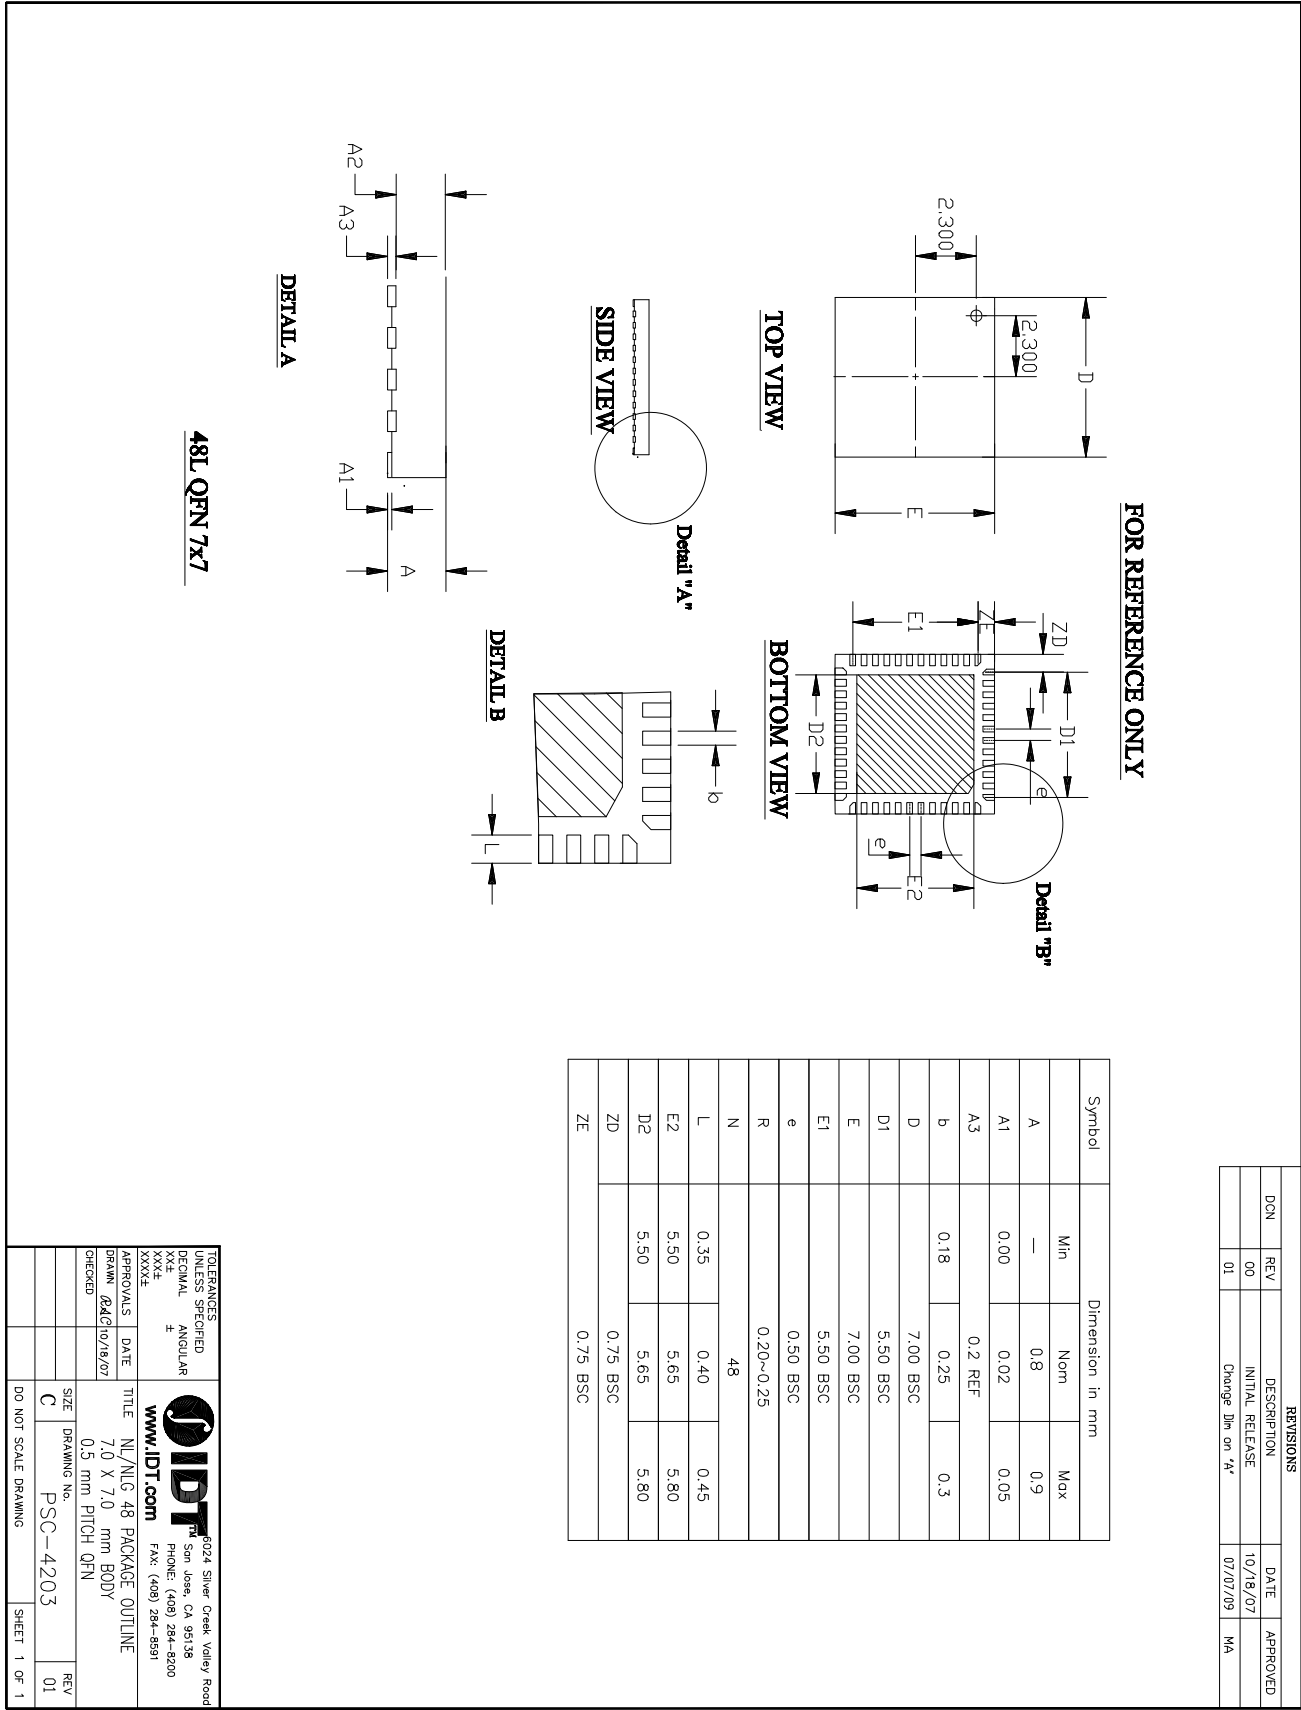 REVISIONS
DCN REV DESCRIPTION DATE APPROVED
00 INITIAL RELEASE 10/18/07
01 Change Dim on "A" 07/07/09 MA
FOR REFERENCE ONLY
D
2.300
2.300
E
TOP VIEW
ZD
D1
e
ZE
E1
e
E2
D2
Detail "B"
BOTTOM VIEW
Detail "A"
SIDE VIEW
b
L
DETAIL B
A2
A3
A1
A
DETAIL A
48L QFN 7x7
Symbol Dimension in mm
Min Nom Max
A — 0.8 0.9
A1 0.00 0.02 0.05
A3 0.2 REF
b 0.18 0.25 0.3
D 7.00 BSC
D1 5.50 BSC
E 7.00 BSC
E1 5.50 BSC
e 0.50 BSC
R 0.20~0.25
N 48
L 0.35 0.40 0.45
E2 5.50 5.65 5.80
D2 5.50 5.65 5.80
ZD 0.75 BSC
ZE 0.75 BSC
TOLERANCES
UNLESS SPECIFIED
DECIMAL ANGULAR
XX± ±
XXX±
XXXX±
APPROVALS DATE
DRAWN RAC 10/18/07
CHECKED
IDT™
www.IDT.com
6024 Silver Creek Valley Road
San Jose, CA 95138
PHONE: (408) 284-8200
FAX: (408) 284-8591
TITLE NL/NLG 48 PACKAGE OUTLINE
7.0 X 7.0 mm BODY
0.5 mm PITCH QFN
SIZE DRAWING No. REV
C PSC-4203 01
DO NOT SCALE DRAWING SHEET 1 OF 1